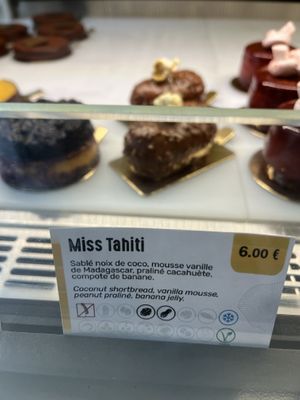 Miss Tahiti
6.00 €
Sablé noix de coco, mousse vanille
de Madagascar, praliné cacahuète,
compote de banane.
Coconut shortbread, vanilla mousse,
peanut praliné, banana jelly.